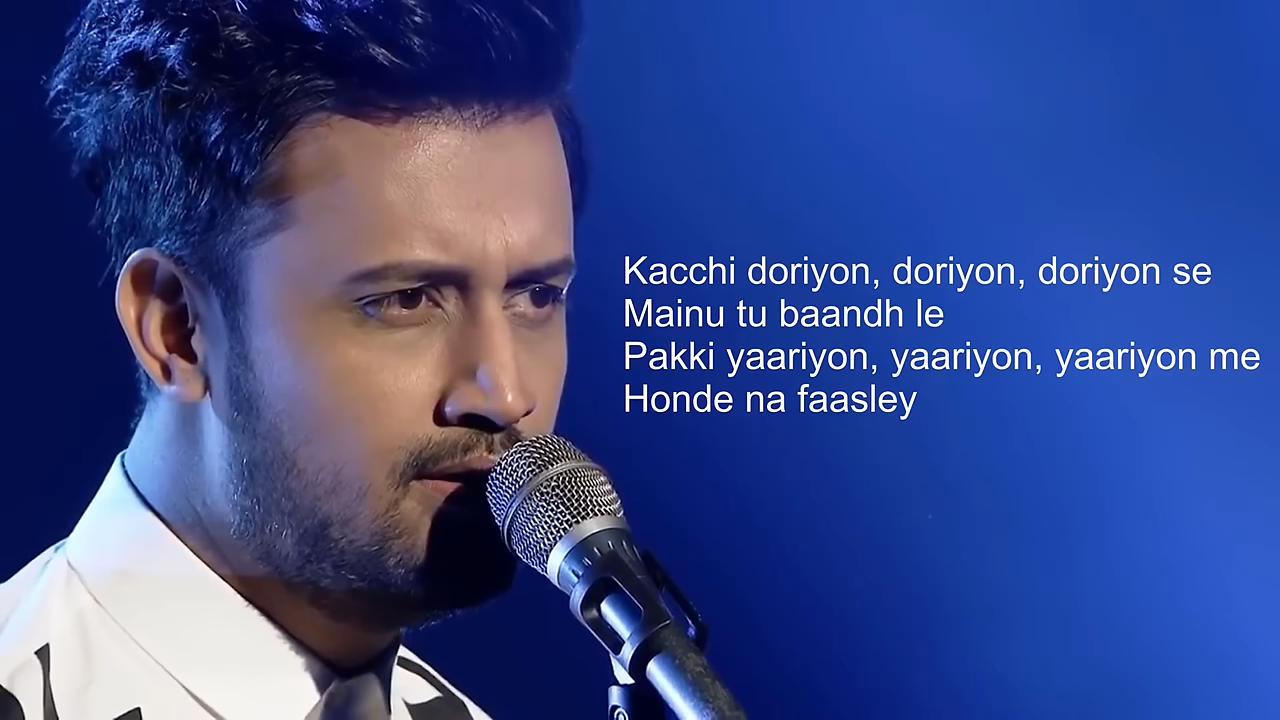 Kacchi doriyon, doriyon, doriyon se
Mainu tu baandh le
Pakki yaariyon, yaariyon, yaariyon me
Honde na faasley